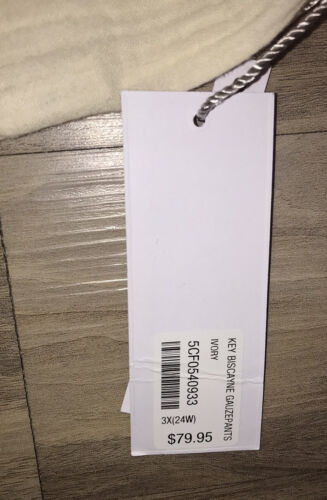 KEY BISCAYNE GAUZEPANTS
IVORY
5CF0540933
3X(24W)
$79.95